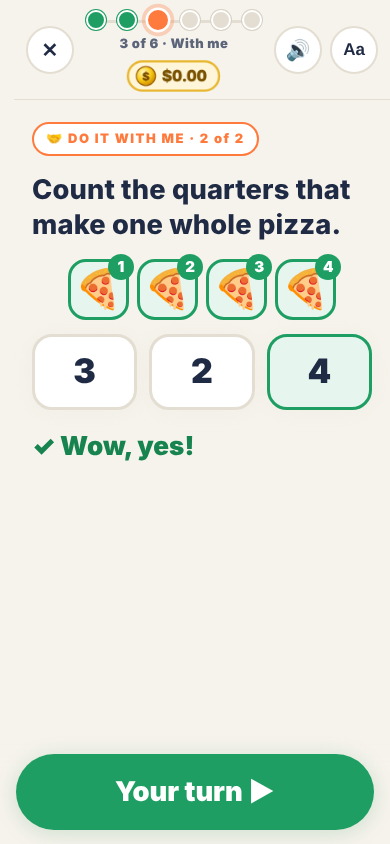 3 of 6 · With me
$ $0.00
Aa
🤝 DO IT WITH ME · 2 of 2
Count the quarters that
make one whole pizza.
1 2 3 4
3 2 4
✓ Wow, yes!
Your turn ▶